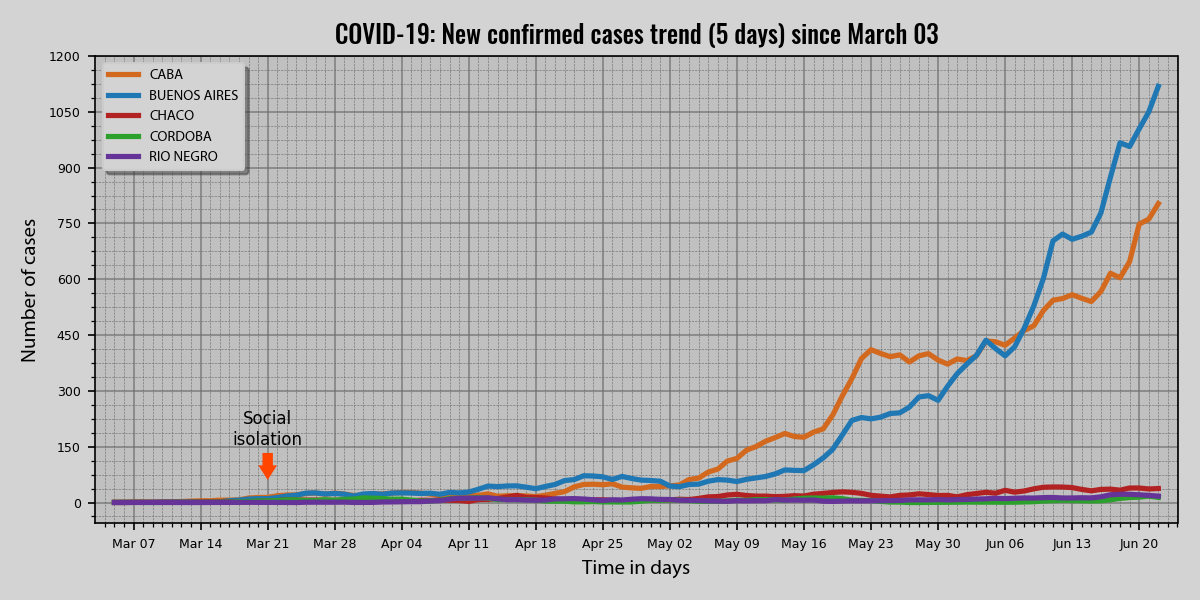 COVID-19: New confirmed cases trend (5 days) since March 03
1200
1050
900
750
600
450
300
150
0
Number of cases
CABA
BUENOS AIRES
CHACO
CORDOBA
RIO NEGRO
Social
isolation
Mar 07 Mar 14 Mar 21 Mar 28 Apr 04 Apr 11 Apr 18 Apr 25 May 02 May 09 May 16 May 23 May 30 Jun 06 Jun 13 Jun 20
Time in days